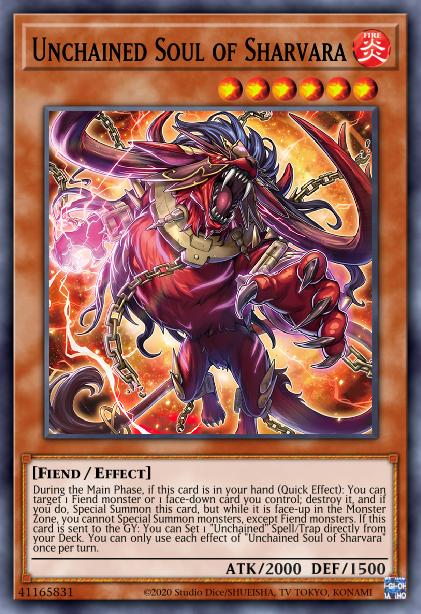 UNCHAINED SOUL OF SHARVARA
FIRE
炎
[FIEND / EFFECT]
During the Main Phase, if this card is in your hand (Quick Effect): You can
target 1 Fiend monster or 1 face-down card you control; destroy it, and if
you do, Special Summon this card, but while it is face-up in the Monster
Zone, you cannot Special Summon monsters, except Fiend monsters. If this
card is sent to the GY: You can Set 1 "Unchained" Spell/Trap directly from
your Deck. You can only use each effect of "Unchained Soul of Sharvara"
once per turn.
ATK/2000 DEF/1500
41165831
©2020 Studio Dice/SHUEISHA, TV TOKYO, KONAMI